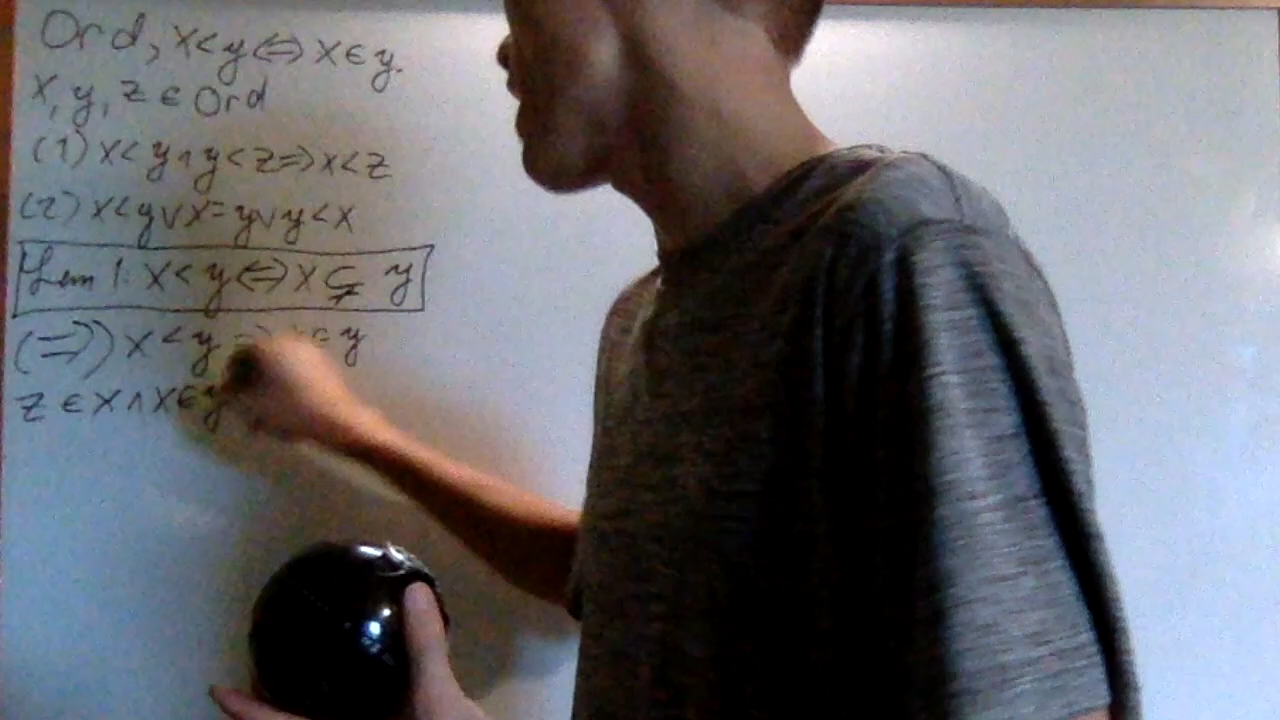 Ord, x<y⇔x∈y.
x, y, z ∈ Ord
(1) x<y∧y<z⇒x<z
(2) x<y∨x=y∨y<x
Lem 1: x<y⇔x⊊y
(⇒)) x<y⇒x∈y
z∈x∧x∈y